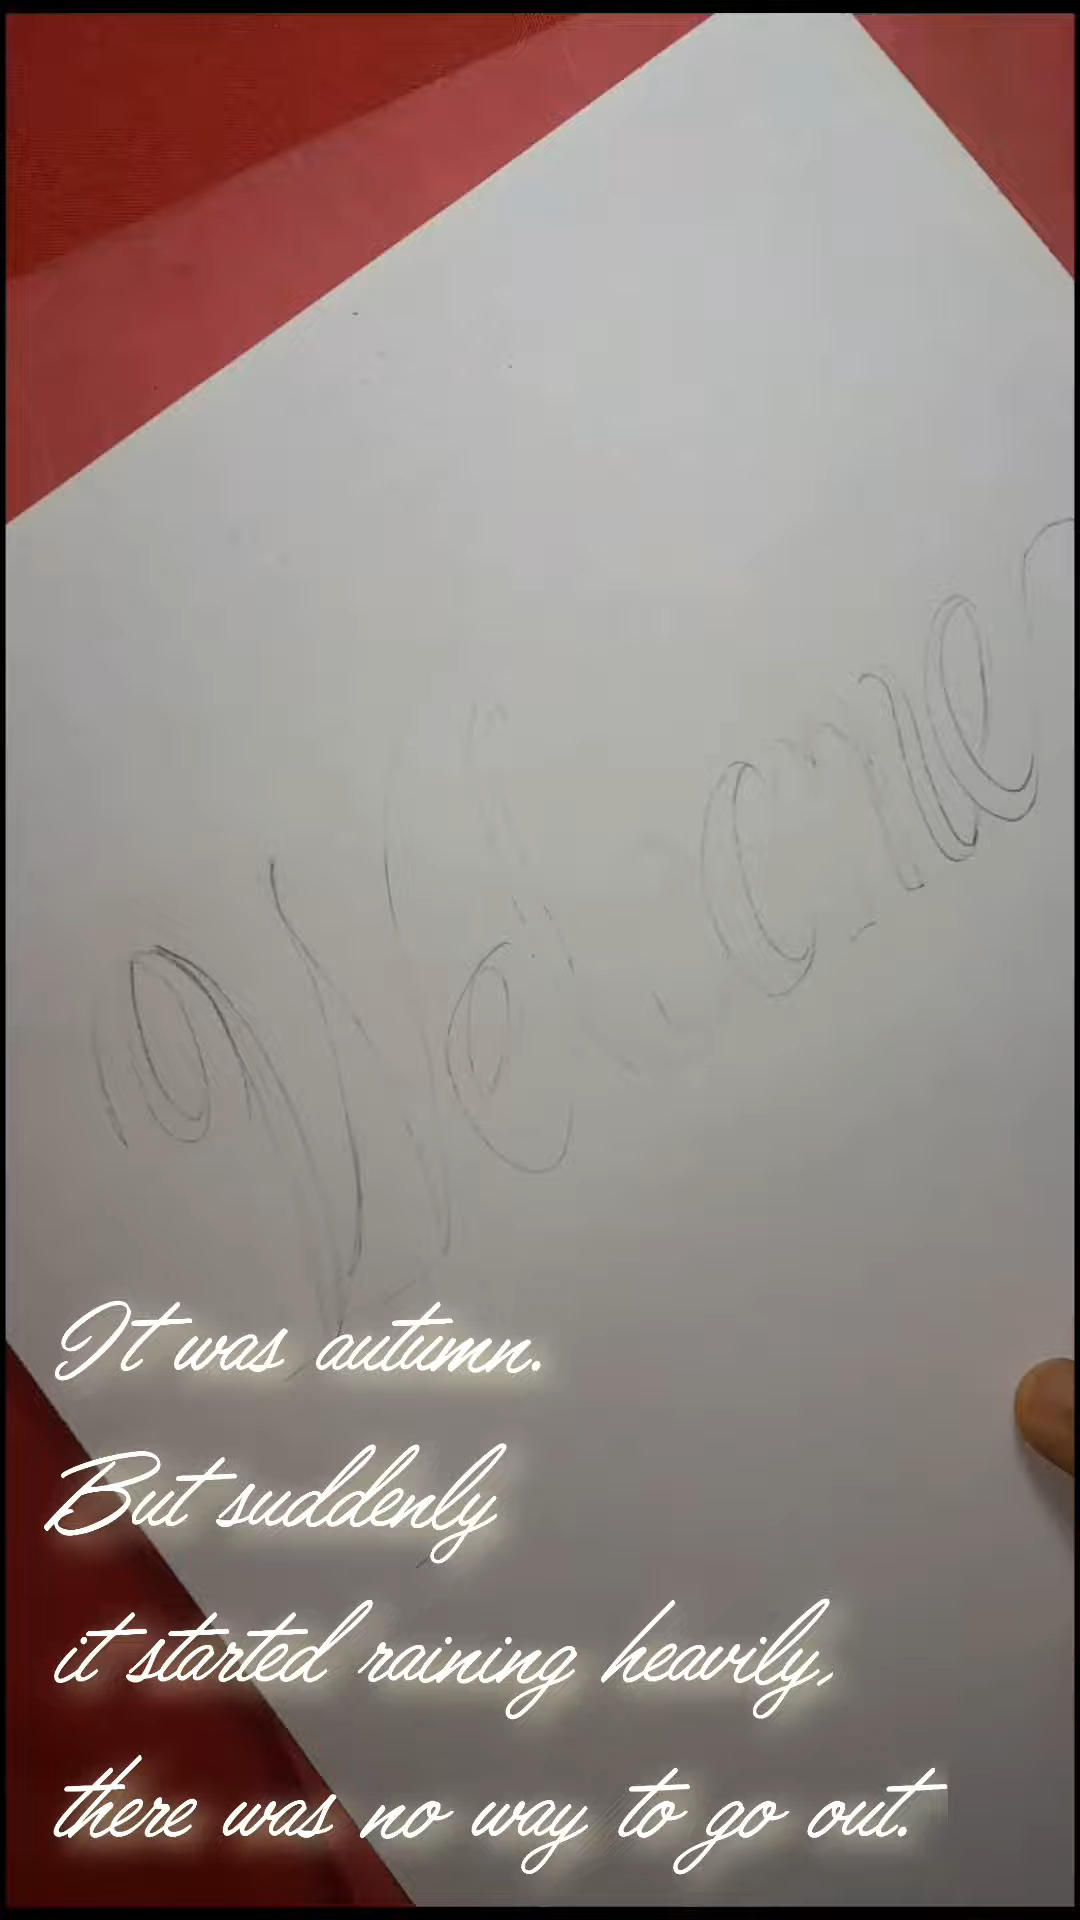 Welcome
It was autumn.
But suddenly
it started raining heavily,
there was no way to go out.